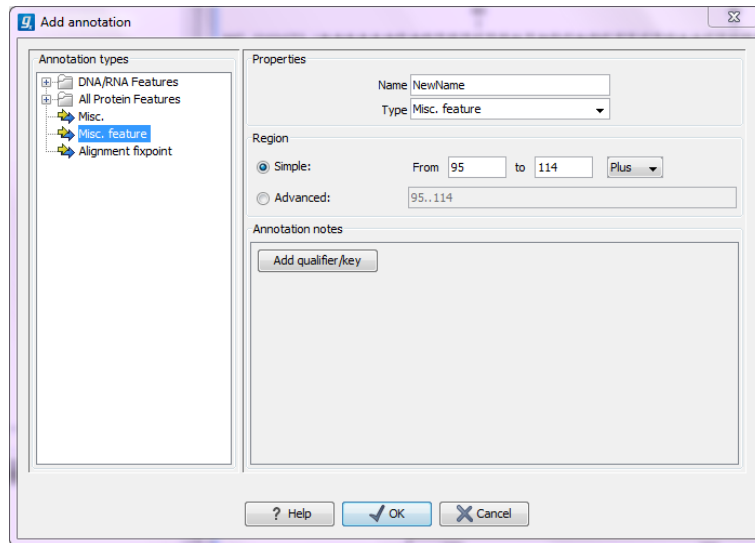 Add annotation
Annotation types
DNA/RNA Features
All Protein Features
Misc.
Misc. feature
Alignment fixpoint
Properties
Name NewName
Type Misc. feature
Region
Simple: From 95 to 114 Plus
Advanced: 95..114
Annotation notes
Add qualifier/key
? Help OK Cancel